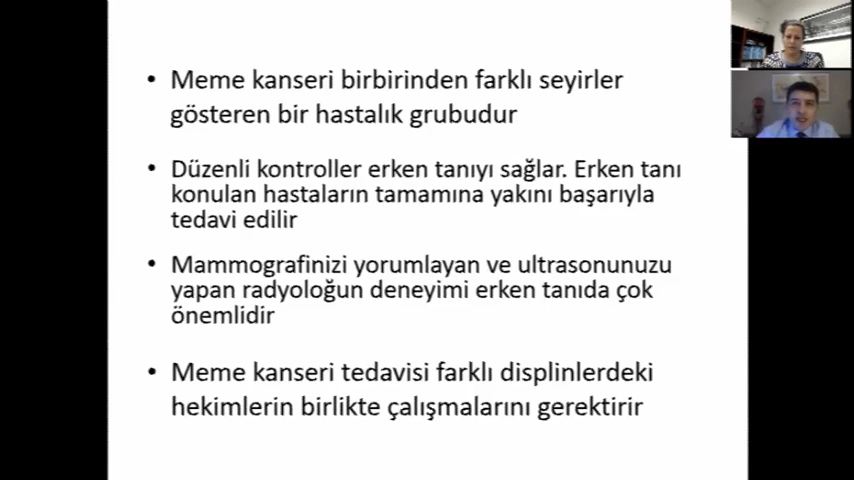 • Meme kanseri birbirinden farklı seyirler
gösteren bir hastalık grubudur
• Düzenli kontroller erken tanıyı sağlar. Erken tanı
konulan hastaların tamamına yakını başarıyla
tedavi edilir
• Mammografinizi yorumlayan ve ultrasonunuzu
yapan radyoloğun deneyimi erken tanıda çok
önemlidir
• Meme kanseri tedavisi farklı displinlerdeki
hekimlerin birlikte çalışmalarını gerektirir